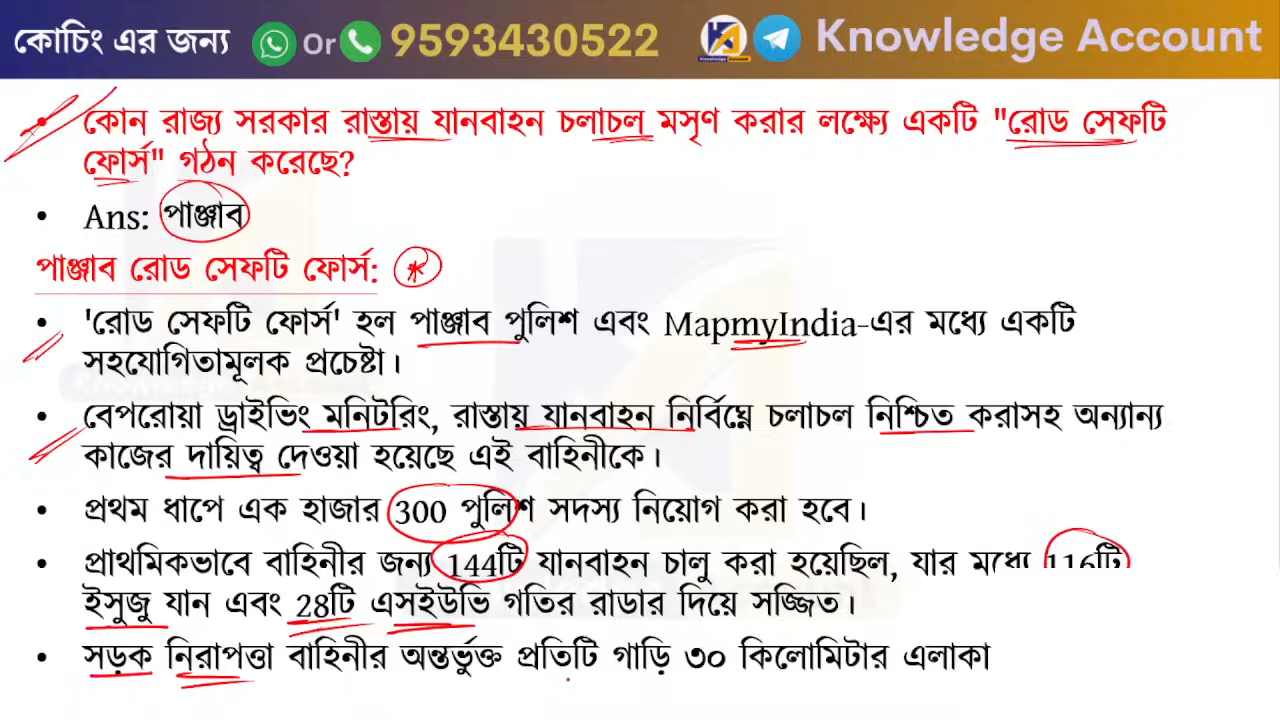 কোচিং এর জন্য Or 9593430522 Knowledge Account
কোন রাজ্য সরকার রাস্তায় যানবাহন চলাচল মসৃণ করার লক্ষ্যে একটি "রোড সেফটি
ফোর্স" গঠন করেছে?
• Ans: পাঞ্জাব
পাঞ্জাব রোড সেফটি ফোর্স:
• 'রোড সেফটি ফোর্স' হল পাঞ্জাব পুলিশ এবং MapmyIndia-এর মধ্যে একটি
সহযোগিতামূলক প্রচেষ্টা।
• বেপরোয়া ড্রাইভিং মনিটরিং, রাস্তায় যানবাহন নির্বিঘ্নে চলাচল নিশ্চিত করাসহ অন্যান্য
কাজের দায়িত্ব দেওয়া হয়েছে এই বাহিনীকে।
• প্রথম ধাপে এক হাজার 300 পুলিশ সদস্য নিয়োগ করা হবে।
• প্রাথমিকভাবে বাহিনীর জন্য 144টি যানবাহন চালু করা হয়েছিল, যার মধ্যে 116টি
ইসুজু যান এবং 28টি এসইউভি গতির রাডার দিয়ে সজ্জিত।
• সড়ক নিরাপত্তা বাহিনীর অন্তর্ভুক্ত প্রতিটি গাড়ি ৩০ কিলোমিটার এলাকা